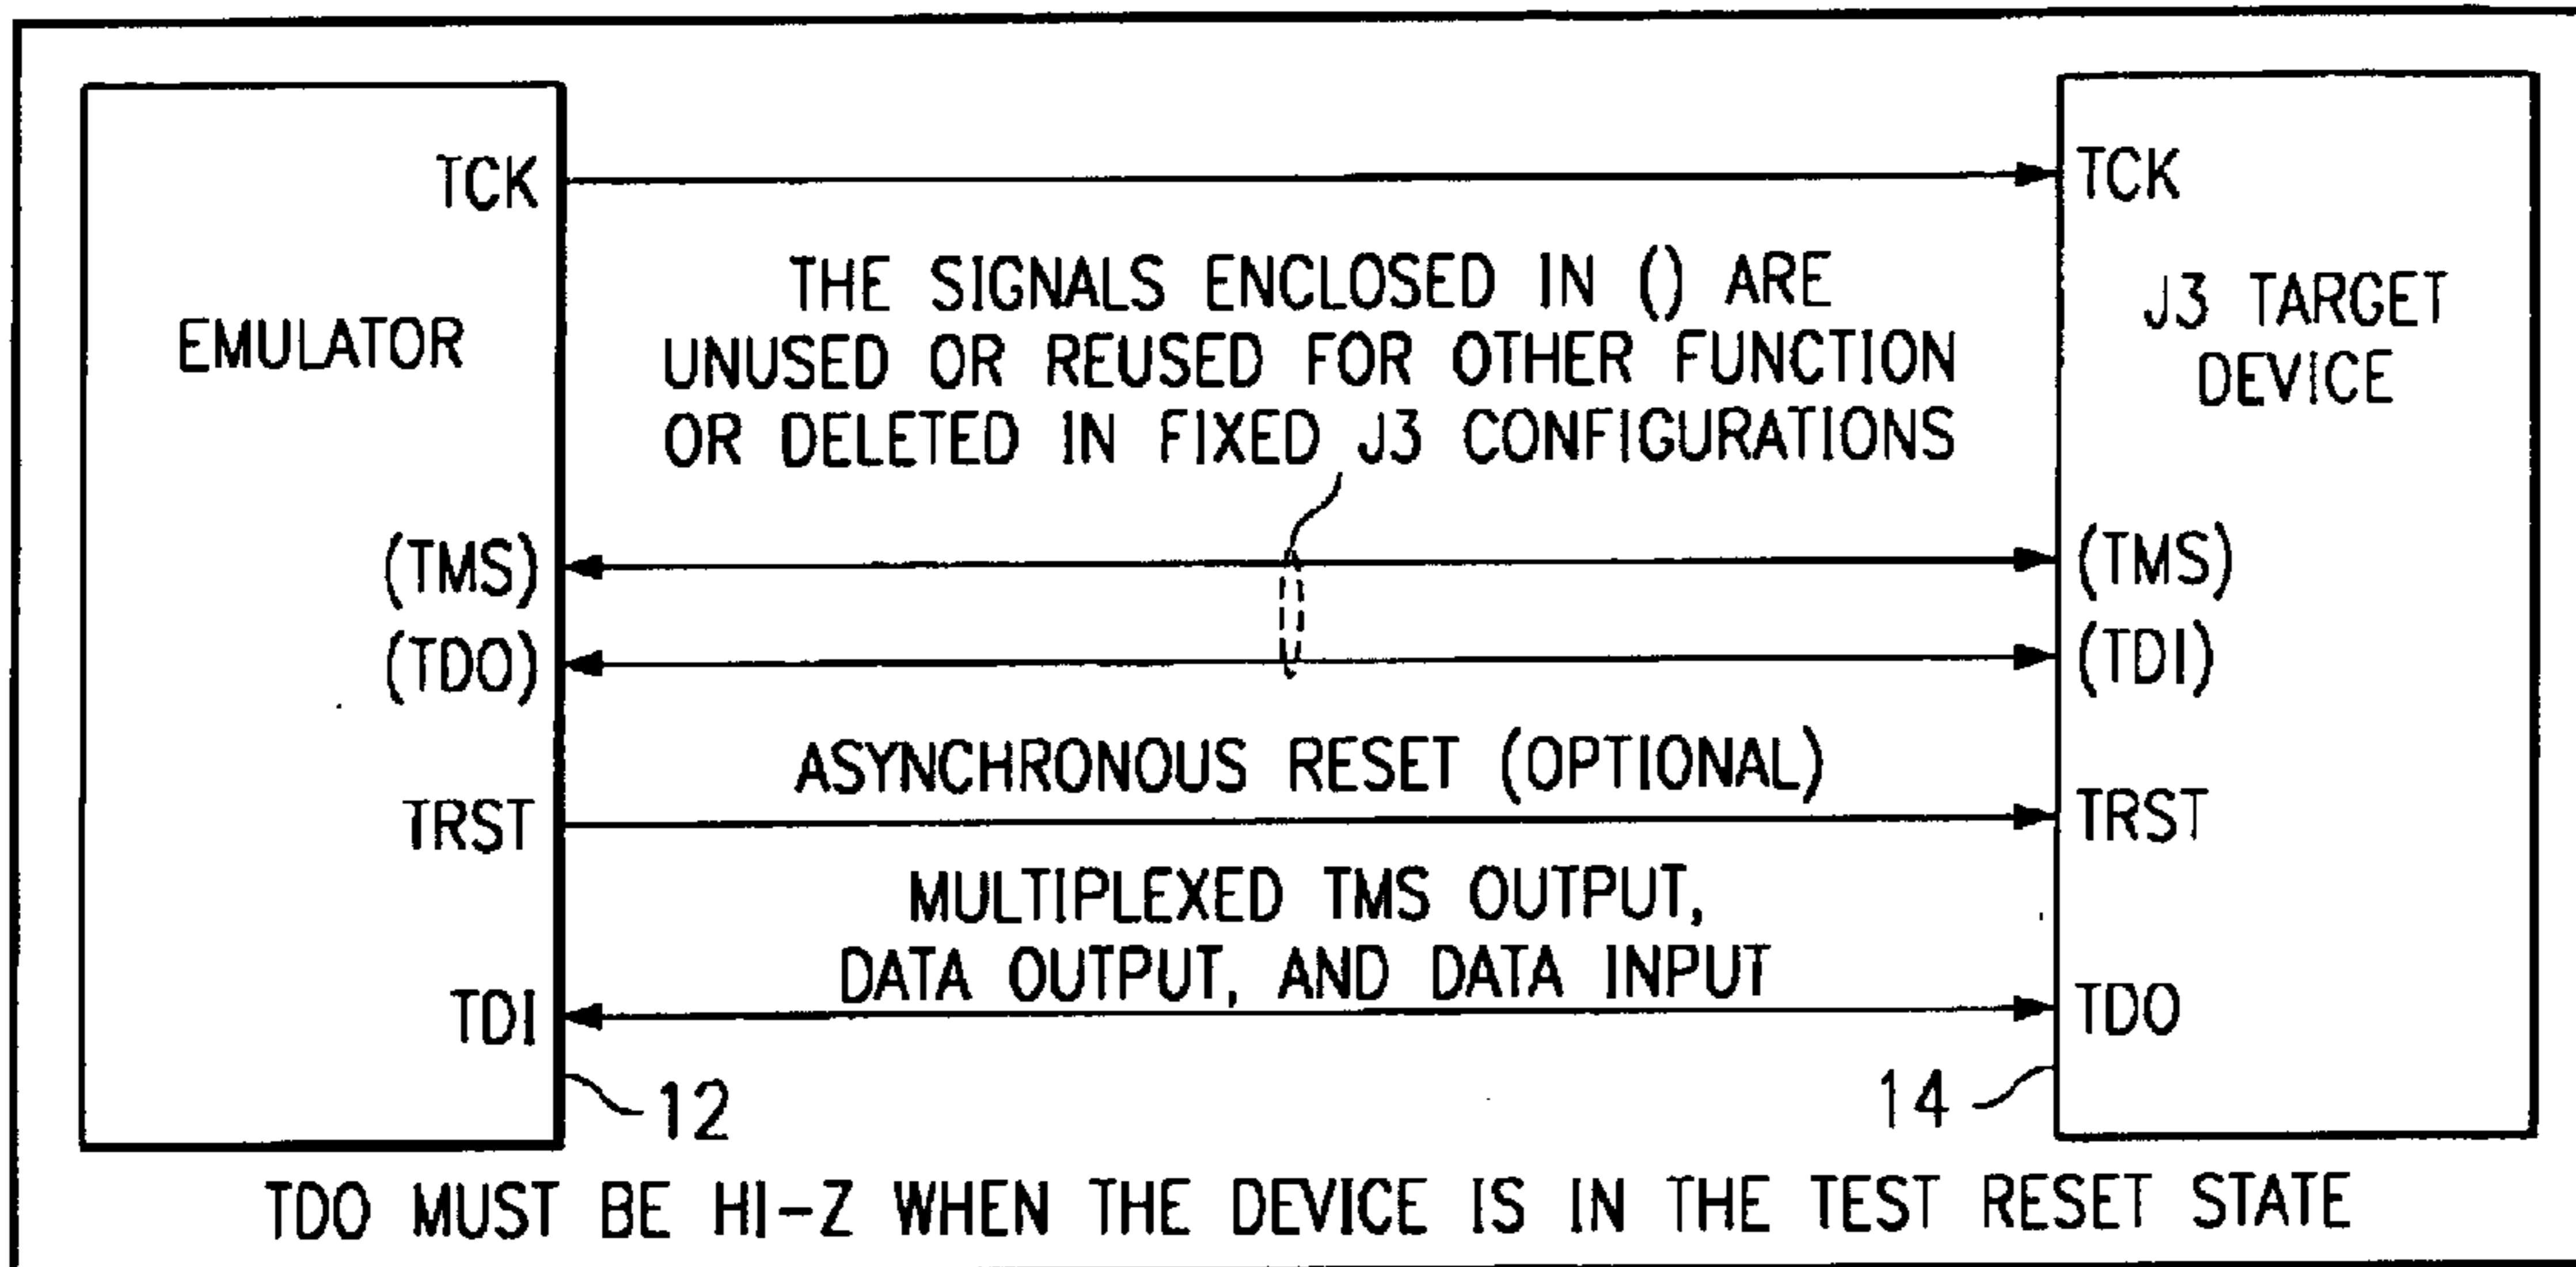 TCK
TCK
THE SIGNALS ENCLOSED IN () ARE
UNUSED OR REUSED FOR OTHER FUNCTION
OR DELETED IN FIXED J3 CONFIGURATIONS
EMULATOR
J3 TARGET
DEVICE
(TMS)
(TMS)
(TDO)
(TDI)
ASYNCHRONOUS RESET (OPTIONAL)
TRST
TRST
MULTIPLEXED TMS OUTPUT,
DATA OUTPUT, AND DATA INPUT
TDI
TDO
12
14
TDO MUST BE HI-Z WHEN THE DEVICE IS IN THE TEST RESET STATE